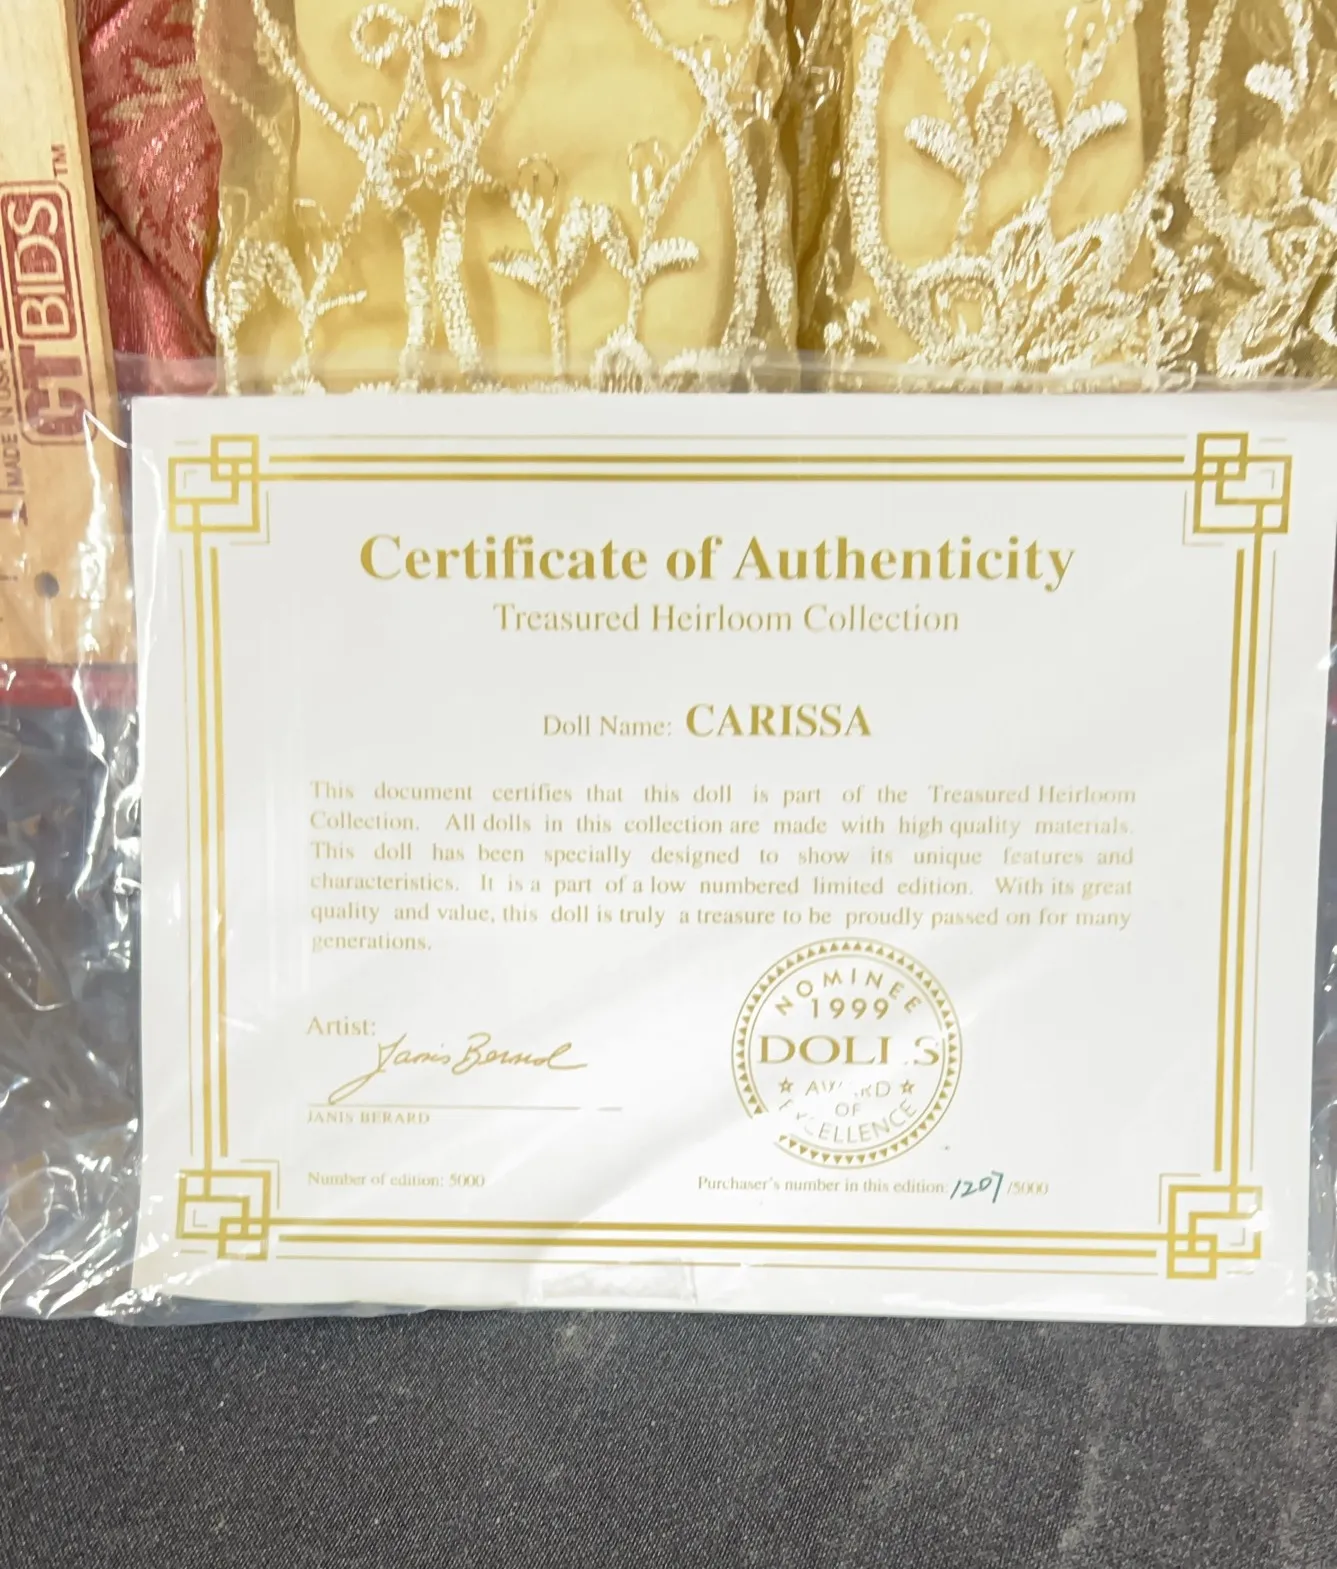 CTBIDS™
MADE IN USA
Certificate of Authenticity
Treasured Heirloom Collection
Doll Name: CARISSA
This document certifies that this doll is part of the Treasured Heirloom
Collection. All dolls in this collection are made with high quality materials.
This doll has been specially designed to show its unique features and
characteristics. It is a part of a low numbered limited edition. With its great
quality and value, this doll is truly a treasure to be proudly passed on for many
generations.
NOMINEE
1999
DOLLS
AWARD
OF
EXCELLENCE
Artist:
Janis Berard
JANIS BERARD
Number of edition: 5000
Purchaser's number in this edition: 1207/5000